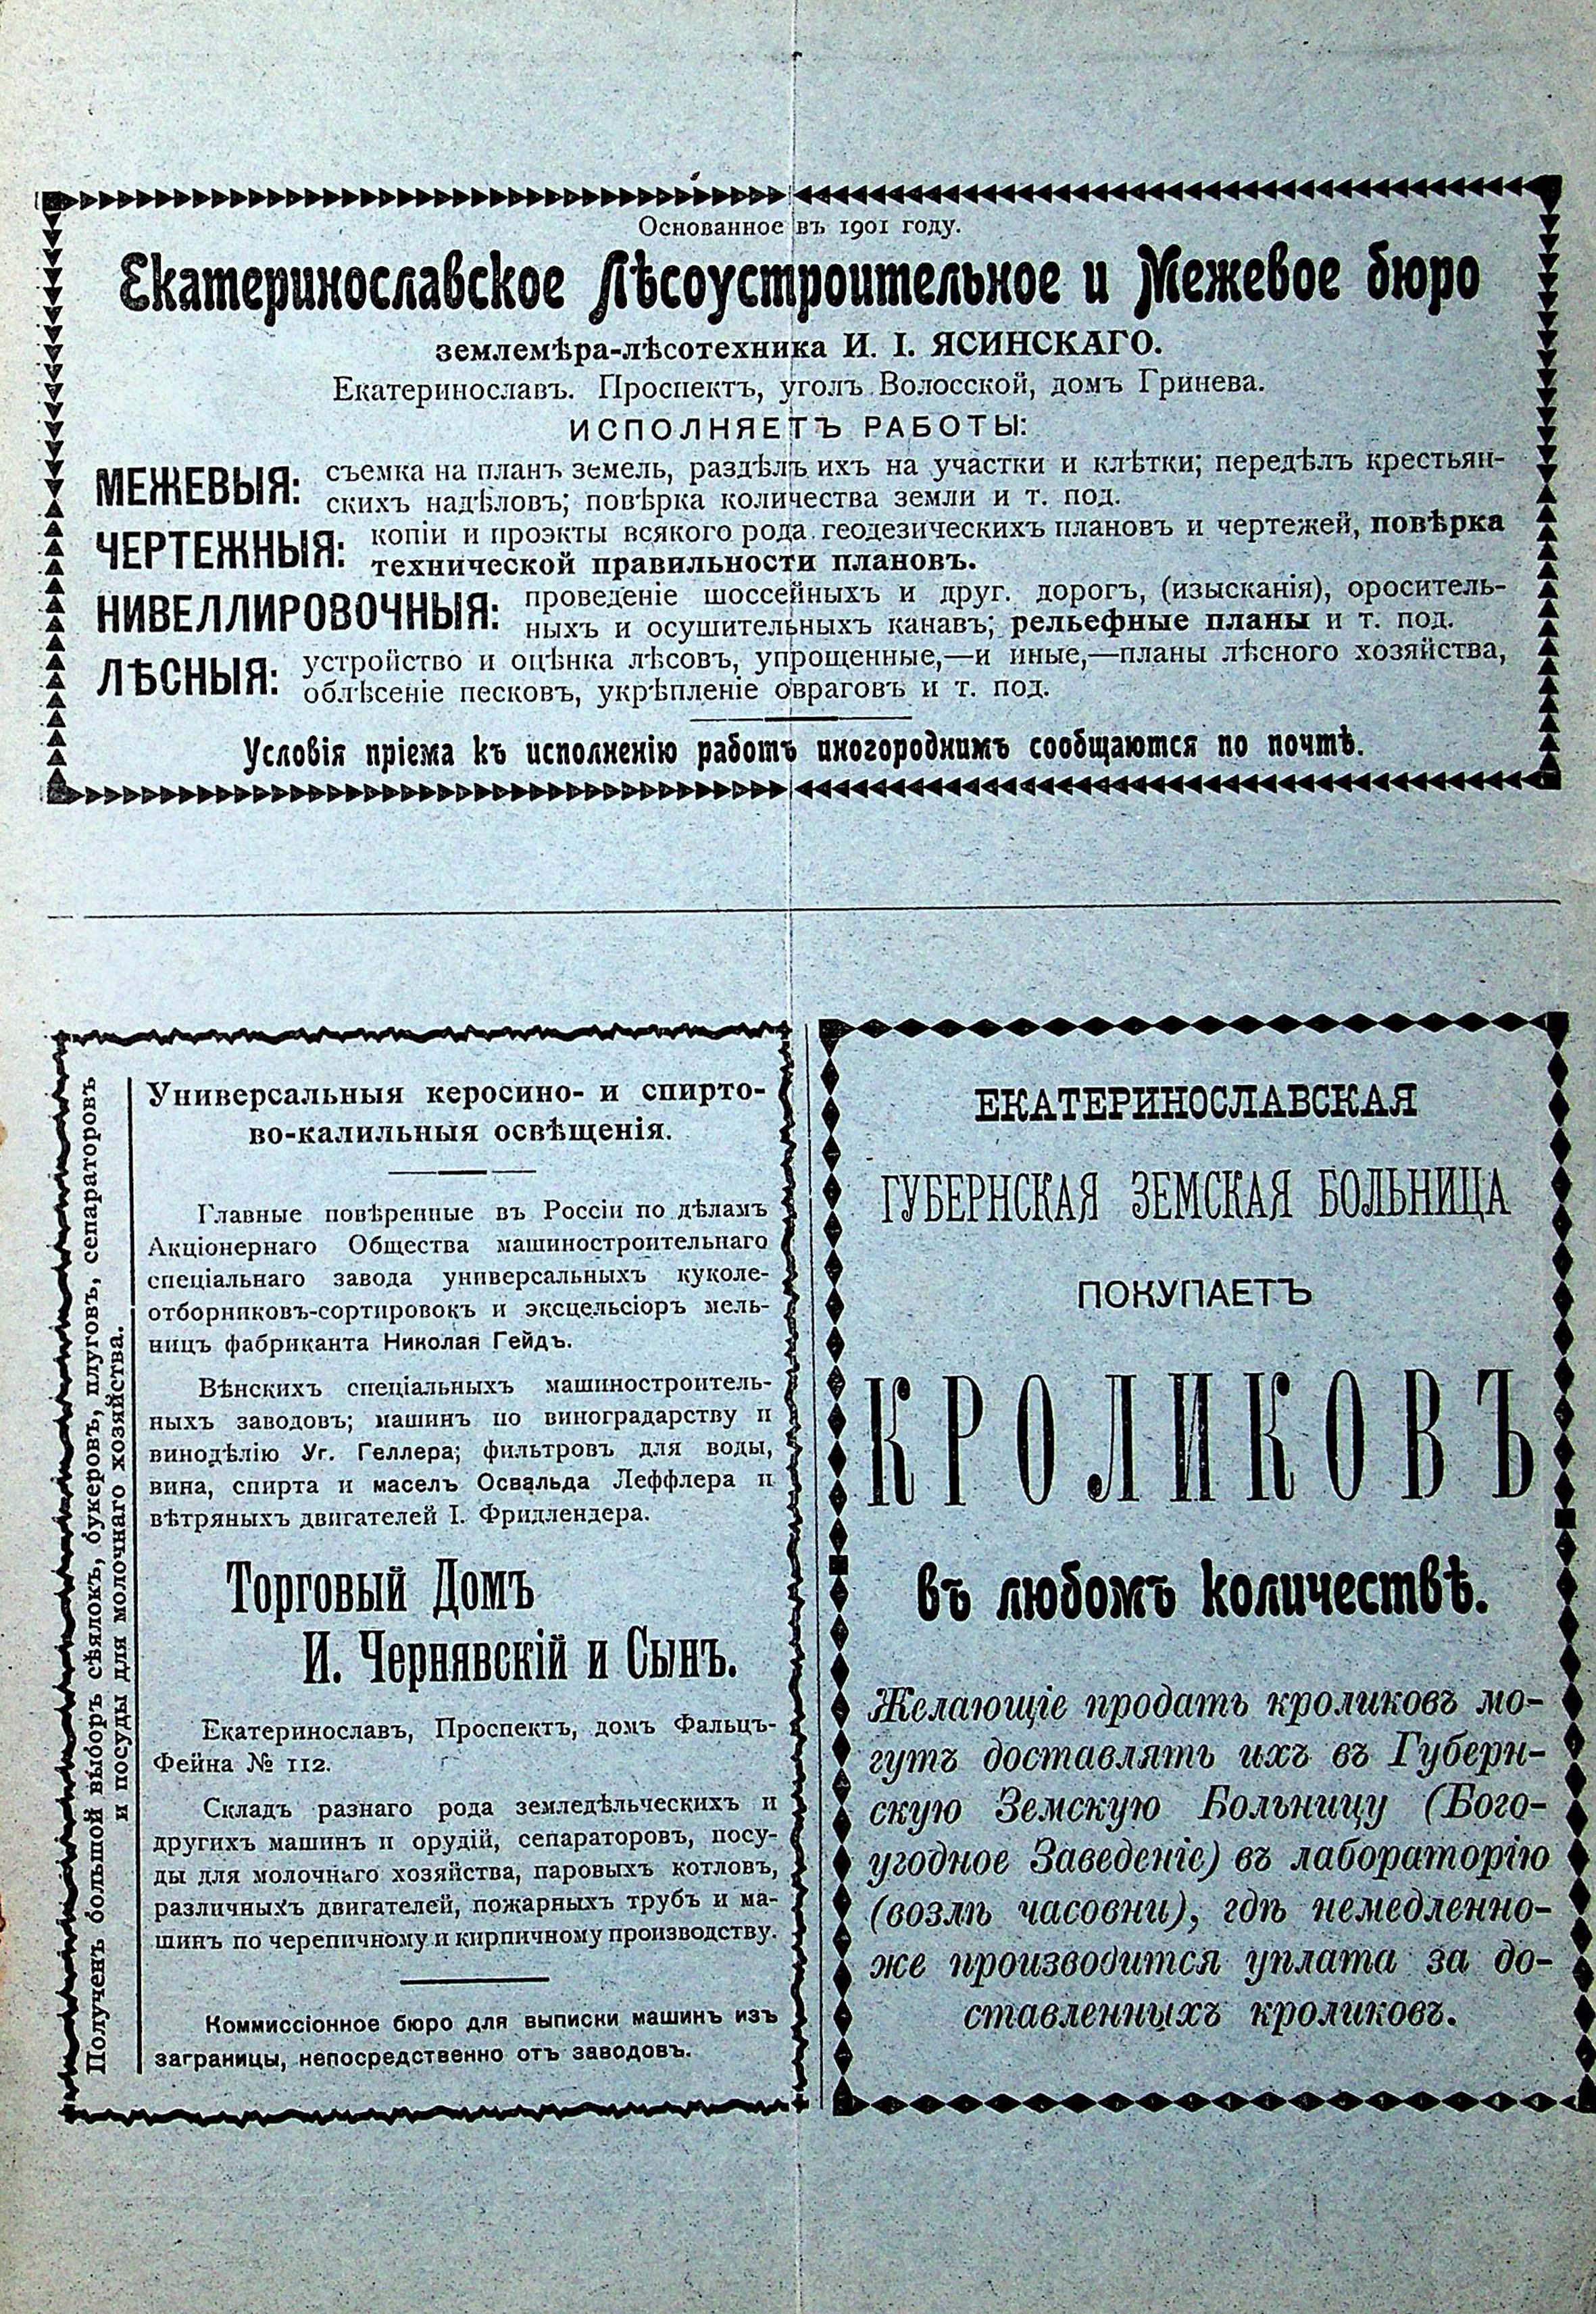 Основанное въ 1901 году.
Екатеринославское Лѣсоустроительное и Межевое бюро
землемѣра-лѣсотехника И. І. ЯСИНСКАГО.
Екатеринославъ. Проспектъ, уголъ Волосской, домъ Гринева.
ИСПОЛНЯЕТЪ РАБОТЫ:
МЕЖЕВЫЯ: съемка на планъ земель, раздѣлъ ихъ на участки и клѣтки; передѣлъ крестьян-
скихъ надѣловъ; повѣрка количества земли и т. под.
ЧЕРТЕЖНЫЯ: копіи и проэкты всякого рода геодезическихъ плановъ и чертежей, повѣрка
технической правильности плановъ.
НИВЕЛЛИРОВОЧНЫЯ: проведеніе шоссейныхъ и друг. дорогъ, (изысканія), ороситель-
ныхъ и осушительныхъ канавъ; рельефные планы и т. под.
ЛѢСНЫЯ: устройство и оцѣнка лѣсовъ, упрощенные,—и иные,—планы лѣсного хозяйства,
облѣсеніе песковъ, укрѣпленіе овраговъ и т. под.
Условія пріема къ исполненію работъ иногороднимъ сообщаются по почтѣ.
Полученъ большой выборъ сѣялокъ, букеровъ, плуговъ, сепараторовъ
и посуды для молочнаго хозяйства.
Универсальныя керосино- и спирто-
во-калильныя освѣщенія.
Главные повѣренные въ Россіи по дѣламъ
Акціонернаго Общества машиностроительнаго
спеціальнаго завода универсальныхъ куколе-
отборниковъ-сортировокъ и эксцельсіоръ мель-
ницъ фабриканта Николая Гейдъ.
Вѣнскихъ спеціальныхъ машиностроитель-
ныхъ заводовъ; машинъ по виноградарству и
винодѣлію Уг. Геллера; фильтровъ для воды,
вина, спирта и маселъ Освальда Леффлера и
вѣтряныхъ двигателей І. Фридлендера.
Торговый Домъ
И. Чернявскій и Сынъ.
Екатеринославъ, Проспектъ, домъ Фальцъ-
Фейна № 112.
Складъ разнаго рода земледѣльческихъ и
другихъ машинъ и орудій, сепараторовъ, посу-
ды для молочнаго хозяйства, паровыхъ котловъ,
различныхъ двигателей, пожарныхъ трубъ и ма-
шинъ по черепичному и кирпичному производству.
Коммиссіонное бюро для выписки машинъ изъ
заграницы, непосредственно отъ заводовъ.
ЕКАТЕРИНОСЛАВСКАЯ
ГУБЕРНСКАЯ ЗЕМСКАЯ БОЛЬНИЦА
ПОКУПАЕТЪ
КРОЛИКОВЪ
въ любомъ количествѣ.
Желающіе продать кроликовъ мо-
гутъ доставлять ихъ въ Губерн-
скую Земскую Больницу (Бого-
угодное Заведеніе) въ лабораторію
(возлѣ часовни), гдѣ немедленно-
же производится уплата за до-
ставленныхъ кроликовъ.